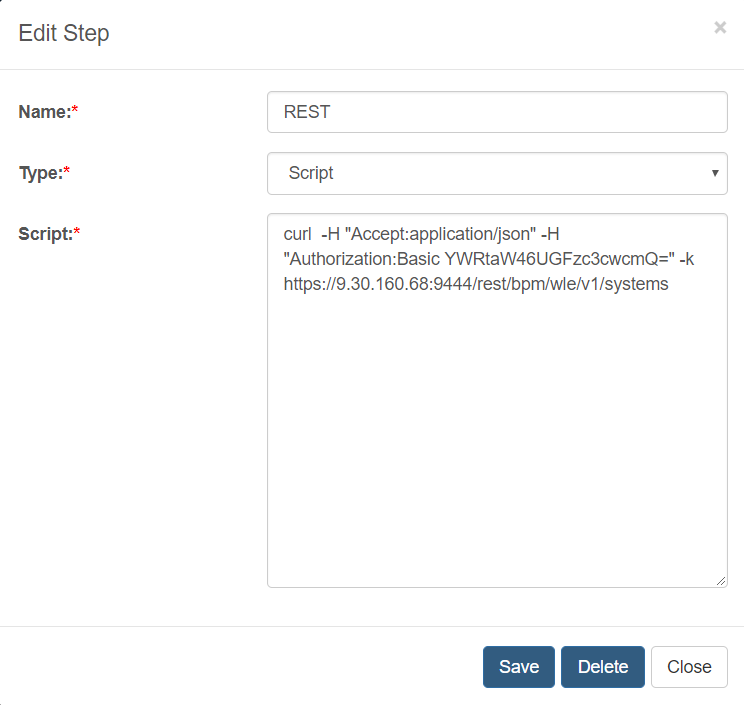 Edit Step
×
Name:*
REST
Type:*
Script
Script:*
curl  -H "Accept:application/json" -H
"Authorization:Basic YWRtaW46UGFzc3cwcmQ=" -k
https://9.30.160.68:9444/rest/bpm/wle/v1/systems
Save
Delete
Close